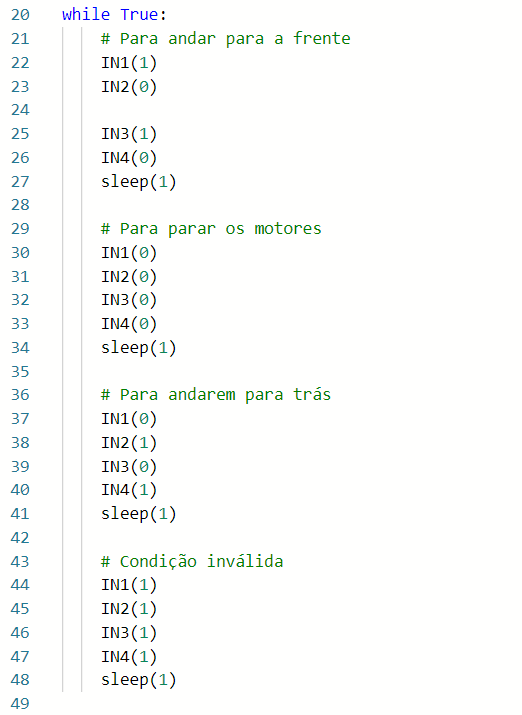 20 while True:
21 # Para andar para a frente
22 IN1(1)
23 IN2(0)
24
25 IN3(1)
26 IN4(0)
27 sleep(1)
28
29 # Para parar os motores
30 IN1(0)
31 IN2(0)
32 IN3(0)
33 IN4(0)
34 sleep(1)
35
36 # Para andarem para trás
37 IN1(0)
38 IN2(1)
39 IN3(0)
40 IN4(1)
41 sleep(1)
42
43 # Condição inválida
44 IN1(1)
45 IN2(1)
46 IN3(1)
47 IN4(1)
48 sleep(1)
49